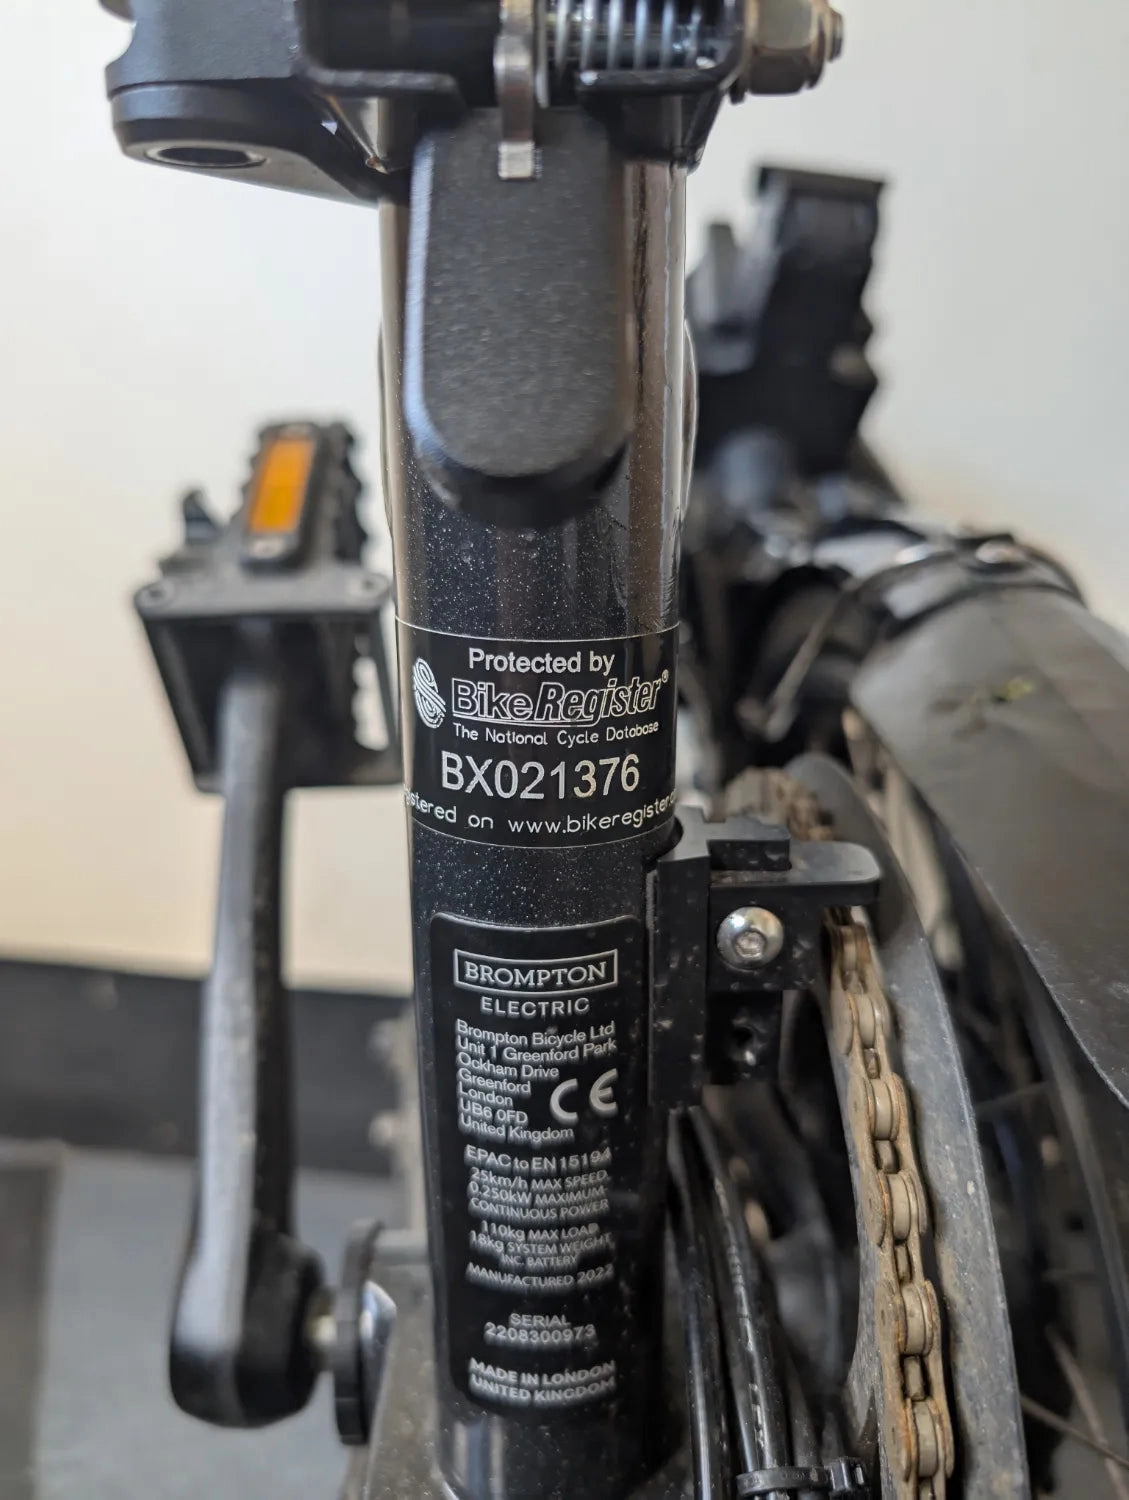 Protected by
BikeRegister®
The National Cycle Database
BX021376
on www.bikeregister
BROMPTON
ELECTRIC
Brompton Bicycle Ltd
Unit 1 Greenford Park
Ockham Drive
Greenford
London
UB6 0FD
United Kingdom
CE
EPAC to EN 15194
25km/h MAX SPEED
0.250kW MAXIMUM
CONTINUOUS POWER
110kg MAX LOAD
18kg SYSTEM WEIGHT
INC. BATTERY
MANUFACTURED 2022
SERIAL
2208300973
MADE IN LONDON
UNITED KINGDOM